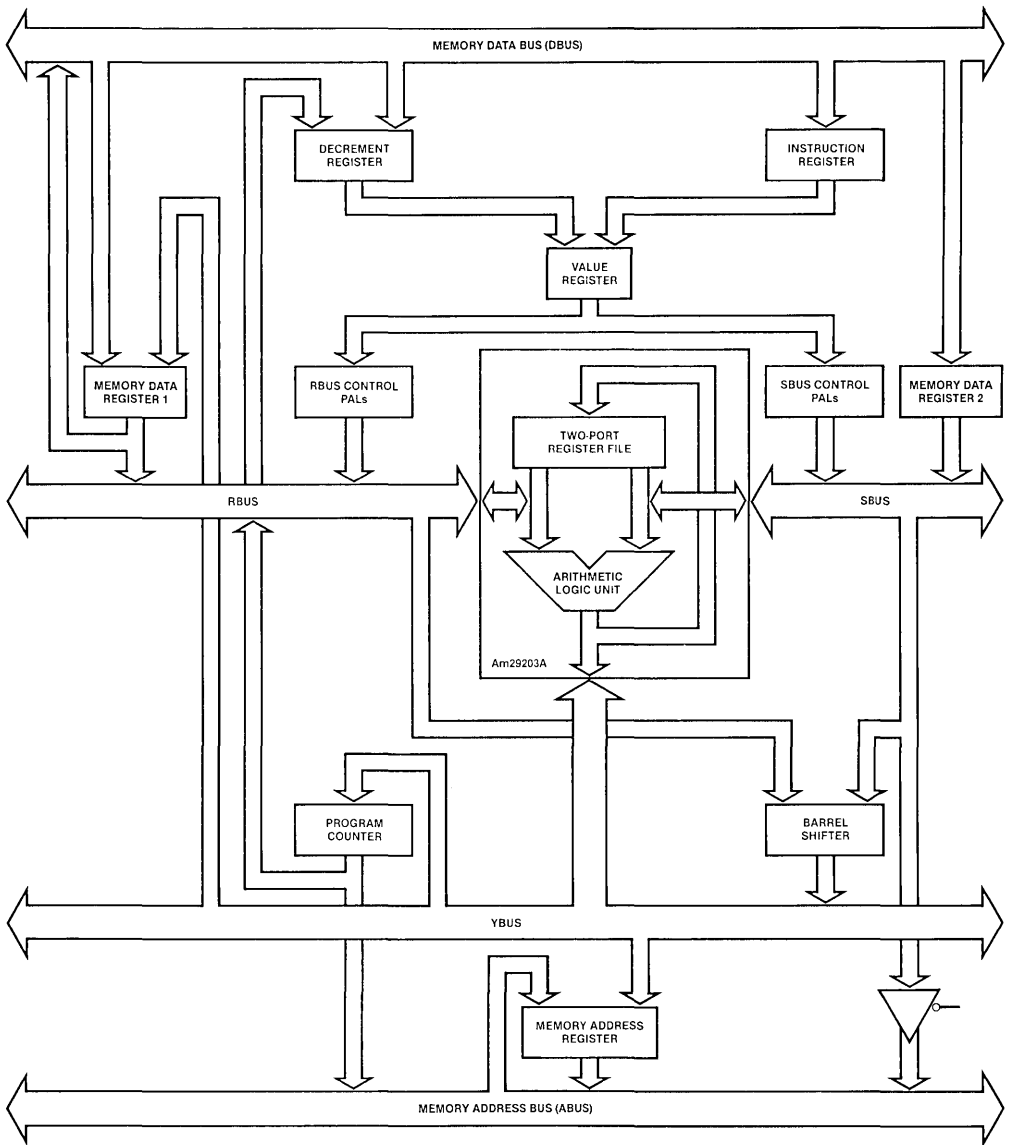 MEMORY DATA BUS (DBUS)
DECREMENT
REGISTER
INSTRUCTION
REGISTER
VALUE
REGISTER
MEMORY DATA
REGISTER 1
RBUS CONTROL
PALs
SBUS CONTROL
PALs
MEMORY DATA
REGISTER 2
TWO-PORT
REGISTER FILE
RBUS
SBUS
ARITHMETIC
LOGIC UNIT
Am29203A
PROGRAM
COUNTER
BARREL
SHIFTER
YBUS
MEMORY ADDRESS
REGISTER
MEMORY ADDRESS BUS (ABUS)